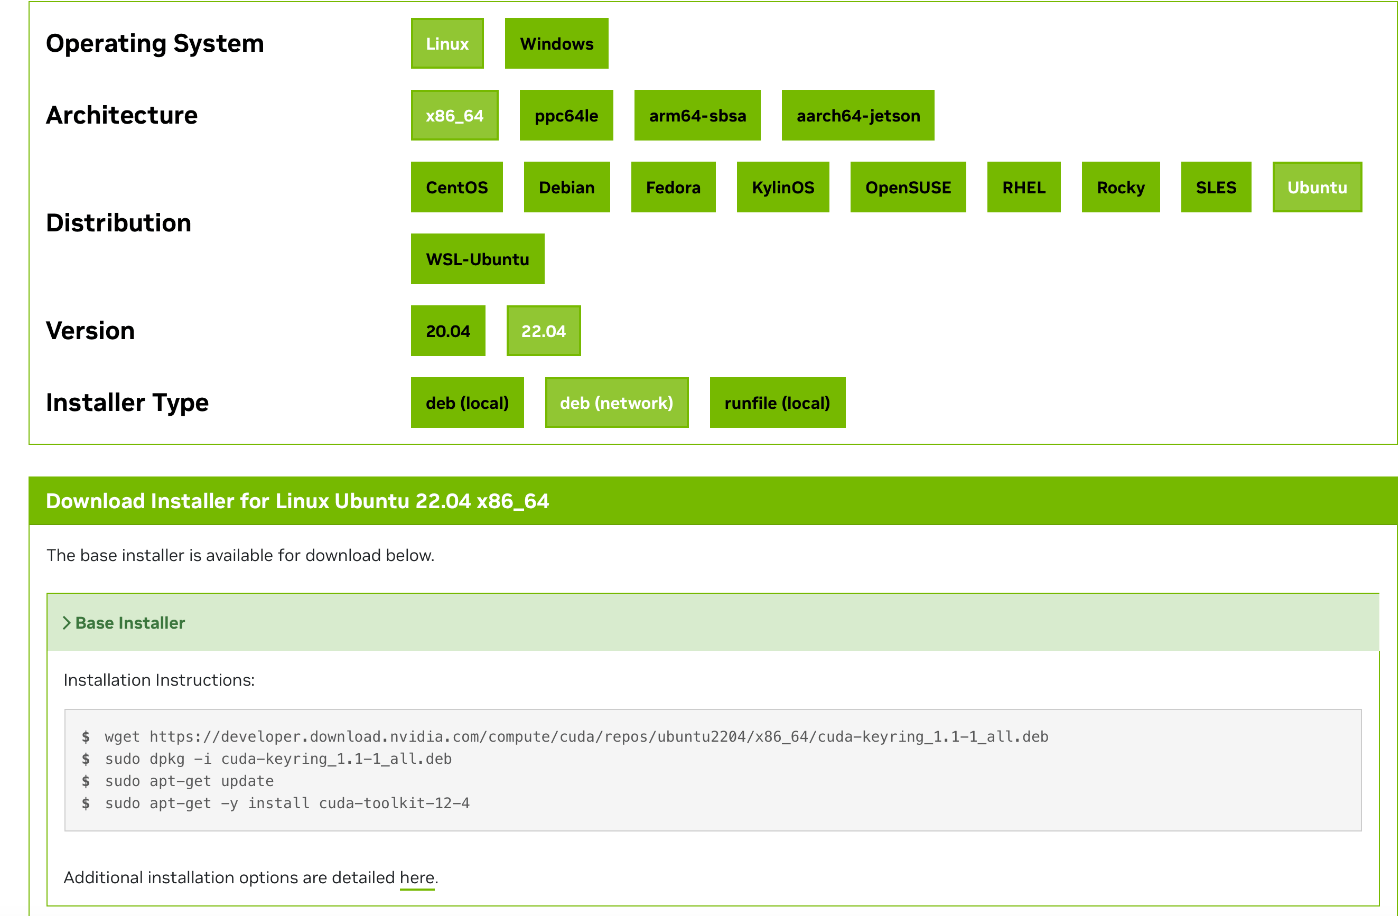 Operating System
Linux Windows
Architecture
x86_64 ppc64le arm64-sbsa aarch64-jetson
Distribution
CentOS Debian Fedora KylinOS OpenSUSE RHEL Rocky SLES Ubuntu
WSL-Ubuntu
Version
20.04 22.04
Installer Type
deb (local) deb (network) runfile (local)
Download Installer for Linux Ubuntu 22.04 x86_64
The base installer is available for download below.
Base Installer
Installation Instructions:
$ wget https://developer.download.nvidia.com/compute/cuda/repos/ubuntu2204/x86_64/cuda-keyring_1.1-1_all.deb
$ sudo dpkg -i cuda-keyring_1.1-1_all.deb
$ sudo apt-get update
$ sudo apt-get -y install cuda-toolkit-12-4
Additional installation options are detailed here.